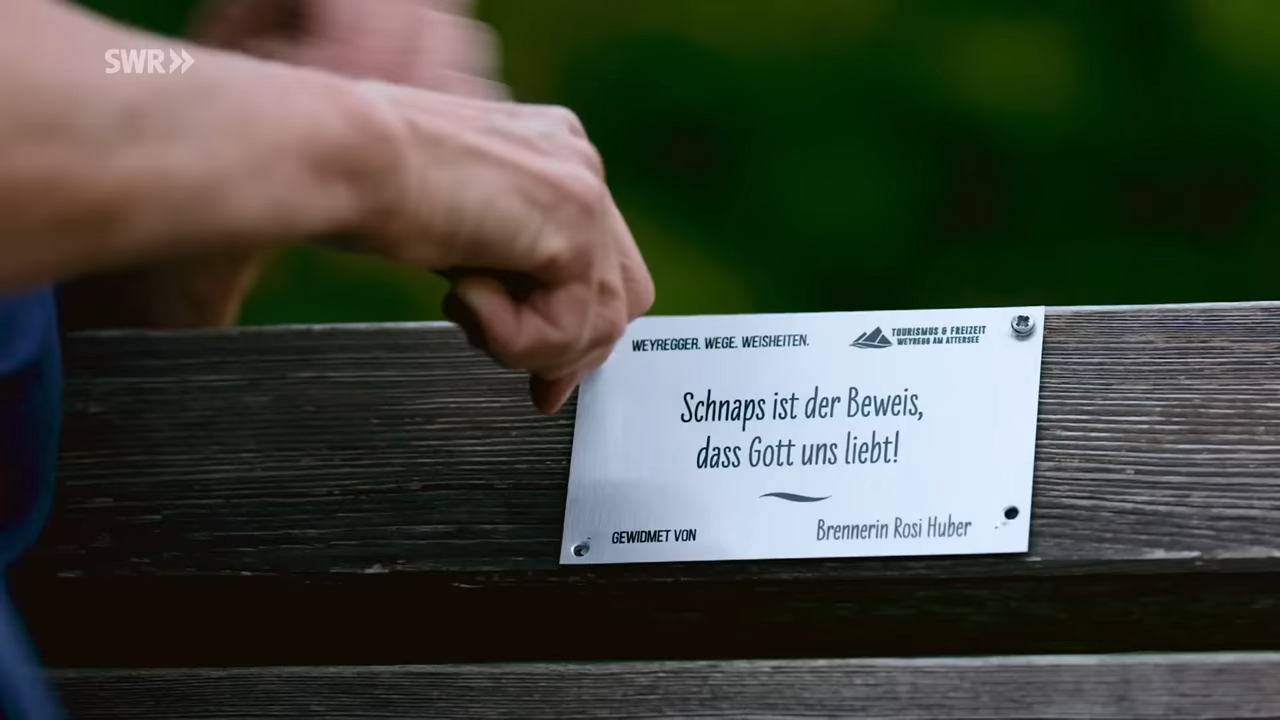 SWR
WEYREGGER. WEGE. WEISHEITEN.
TOURISMUS & FREIZEIT
WEYREGG AM ATTERSEE
Schnaps ist der Beweis,
dass Gott uns liebt!
GEWIDMET VON
Brennerin Rosi Huber